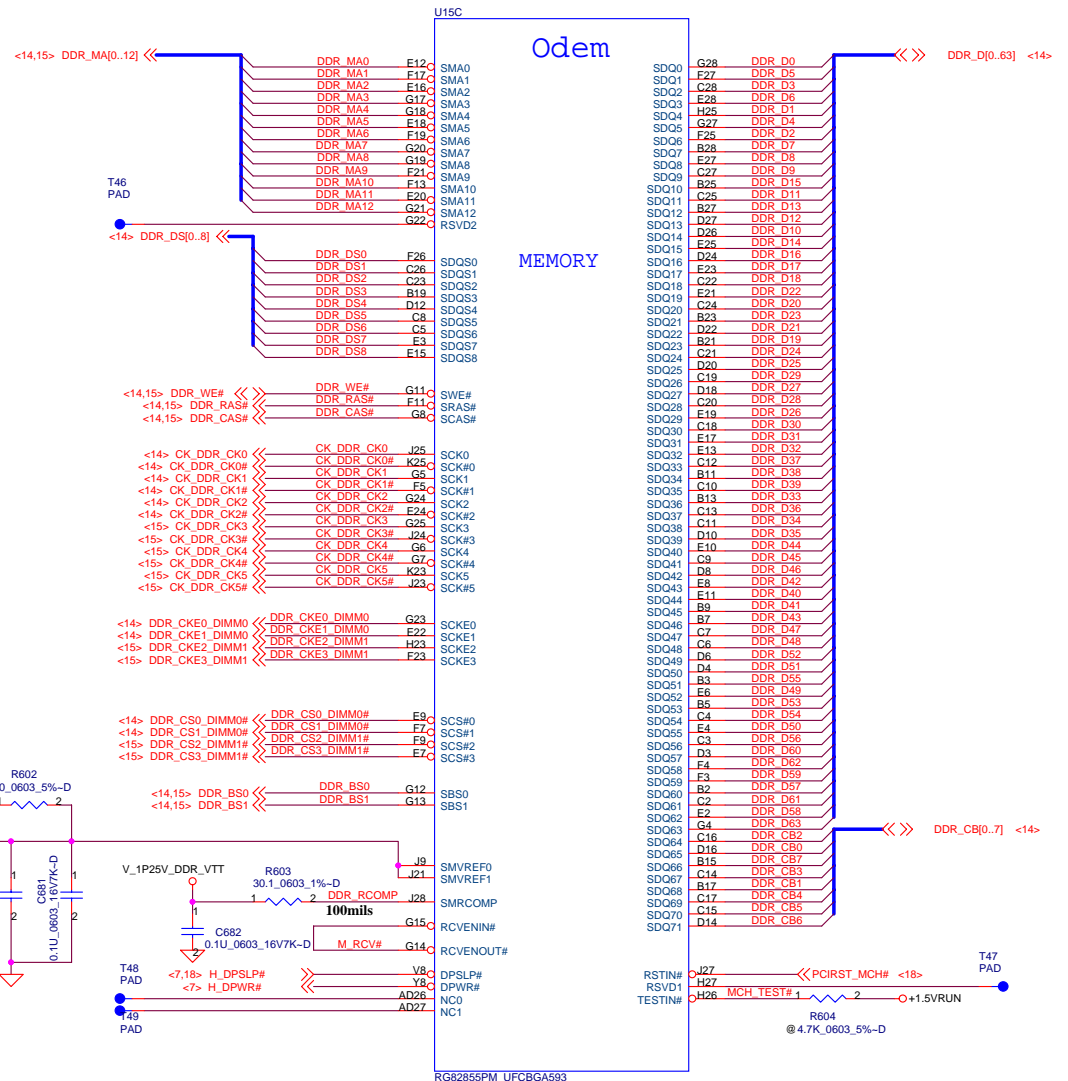 U15C
Odem
MEMORY
<14,15> DDR_MA[0..12]
DDR_MA0 E12 SMA0
DDR_MA1 F17 SMA1
DDR_MA2 E16 SMA2
DDR_MA3 G17 SMA3
DDR_MA4 G18 SMA4
DDR_MA5 E18 SMA5
DDR_MA6 F19 SMA6
DDR_MA7 G20 SMA7
DDR_MA8 G19 SMA8
DDR_MA9 F21 SMA9
DDR_MA10 F13 SMA10
DDR_MA11 E20 SMA11
DDR_MA12 G21 SMA12
G22 RSVD2
T46
PAD
<14> DDR_DS[0..8]
DDR_DS0 F26 SDQS0
DDR_DS1 C26 SDQS1
DDR_DS2 C23 SDQS2
DDR_DS3 B19 SDQS3
DDR_DS4 D12 SDQS4
DDR_DS5 C8 SDQS5
DDR_DS6 C5 SDQS6
DDR_DS7 E3 SDQS7
DDR_DS8 E15 SDQS8
<14,15> DDR_WE# DDR_WE# G11 SWE#
<14,15> DDR_RAS# DDR_RAS# F11 SRAS#
<14,15> DDR_CAS# DDR_CAS# G8 SCAS#
<14> CK_DDR_CK0 CK_DDR_CK0 J25 SCK0
<14> CK_DDR_CK0# CK_DDR_CK0# K25 SCK#0
<14> CK_DDR_CK1 CK_DDR_CK1 G5 SCK1
<14> CK_DDR_CK1# CK_DDR_CK1# F5 SCK#1
<14> CK_DDR_CK2 CK_DDR_CK2 G24 SCK2
<14> CK_DDR_CK2# CK_DDR_CK2# E24 SCK#2
<15> CK_DDR_CK3 CK_DDR_CK3 G25 SCK3
<15> CK_DDR_CK3# CK_DDR_CK3# J24 SCK#3
<15> CK_DDR_CK4 CK_DDR_CK4 G6 SCK4
<15> CK_DDR_CK4# CK_DDR_CK4# G7 SCK#4
<15> CK_DDR_CK5 CK_DDR_CK5 K23 SCK5
<15> CK_DDR_CK5# CK_DDR_CK5# J23 SCK#5
<14> DDR_CKE0_DIMM0 DDR_CKE0_DIMM0 G23 SCKE0
<14> DDR_CKE1_DIMM0 DDR_CKE1_DIMM0 E22 SCKE1
<15> DDR_CKE2_DIMM1 DDR_CKE2_DIMM1 H23 SCKE2
<15> DDR_CKE3_DIMM1 DDR_CKE3_DIMM1 F23 SCKE3
<14> DDR_CS0_DIMM0# DDR_CS0_DIMM0# E9 SCS#0
<14> DDR_CS1_DIMM0# DDR_CS1_DIMM0# F7 SCS#1
<15> DDR_CS2_DIMM1# DDR_CS2_DIMM1# F9 SCS#2
<15> DDR_CS3_DIMM1# DDR_CS3_DIMM1# E7 SCS#3
<14,15> DDR_BS0 DDR_BS0 G12 SBS0
<14,15> DDR_BS1 DDR_BS1 G13 SBS1
R602
0_0603_5%~D
1 2
1 2
C681
0.1U_0603_16V7K~D
1 2
J9 SMVREF0
J21 SMVREF1
V_1P25V_DDR_VTT
R603
30.1_0603_1%~D
1 2 DDR_RCOMP J28 SMRCOMP
100mils
1
C682
0.1U_0603_16V7K~D
2
G15 RCVENIN#
M_RCV# G14 RCVENOUT#
<7,18> H_DPSLP# V8 DPSLP#
<7> H_DPWR# Y8 DPWR#
T48
PAD
AD26 NC0
AD27 NC1
T49
PAD
<14> DDR_D[0..63]
SDQ0 G28 DDR_D0
SDQ1 F27 DDR_D5
SDQ2 C28 DDR_D3
SDQ3 E28 DDR_D6
SDQ4 H25 DDR_D1
SDQ5 G27 DDR_D4
SDQ6 F25 DDR_D2
SDQ7 B28 DDR_D7
SDQ8 E27 DDR_D8
SDQ9 C27 DDR_D9
SDQ10 B25 DDR_D15
SDQ11 C25 DDR_D11
SDQ12 B27 DDR_D13
SDQ13 D27 DDR_D12
SDQ14 D26 DDR_D10
SDQ15 E25 DDR_D14
SDQ16 D24 DDR_D16
SDQ17 E23 DDR_D17
SDQ18 C22 DDR_D18
SDQ19 E21 DDR_D22
SDQ20 C24 DDR_D20
SDQ21 B23 DDR_D23
SDQ22 D22 DDR_D21
SDQ23 B21 DDR_D19
SDQ24 C21 DDR_D24
SDQ25 D20 DDR_D25
SDQ26 C19 DDR_D29
SDQ27 D18 DDR_D27
SDQ28 C20 DDR_D28
SDQ29 E19 DDR_D26
SDQ30 C18 DDR_D30
SDQ31 E17 DDR_D31
SDQ32 E13 DDR_D32
SDQ33 C12 DDR_D37
SDQ34 B11 DDR_D38
SDQ35 C10 DDR_D39
SDQ36 B13 DDR_D33
SDQ37 C13 DDR_D36
SDQ38 C11 DDR_D34
SDQ39 D10 DDR_D35
SDQ40 E10 DDR_D44
SDQ41 C9 DDR_D45
SDQ42 D8 DDR_D46
SDQ43 E8 DDR_D42
SDQ44 E11 DDR_D40
SDQ45 B9 DDR_D41
SDQ46 B7 DDR_D43
SDQ47 C7 DDR_D47
SDQ48 C6 DDR_D48
SDQ49 D6 DDR_D52
SDQ50 D4 DDR_D51
SDQ51 B3 DDR_D55
SDQ52 E6 DDR_D49
SDQ53 B5 DDR_D53
SDQ54 C4 DDR_D54
SDQ55 E4 DDR_D50
SDQ56 C3 DDR_D56
SDQ57 D3 DDR_D60
SDQ58 F4 DDR_D62
SDQ59 F3 DDR_D59
SDQ60 B2 DDR_D57
SDQ61 C2 DDR_D61
SDQ62 E2 DDR_D58
SDQ63 G4 DDR_D63
SDQ64 C16 DDR_CB2
SDQ65 D16 DDR_CB0
SDQ66 B15 DDR_CB7
SDQ67 C14 DDR_CB3
SDQ68 B17 DDR_CB1
SDQ69 C17 DDR_CB4
SDQ70 C15 DDR_CB5
SDQ71 D14 DDR_CB6
DDR_CB[0..7] <14>
RSTIN# J27 PCIRST_MCH# <18>
RSVD1 H27
T47
PAD
TESTIN# H26 MCH_TEST# 1 2 +1.5VRUN
R604
@ 4.7K_0603_5%~D
RG82855PM_UFCBGA593